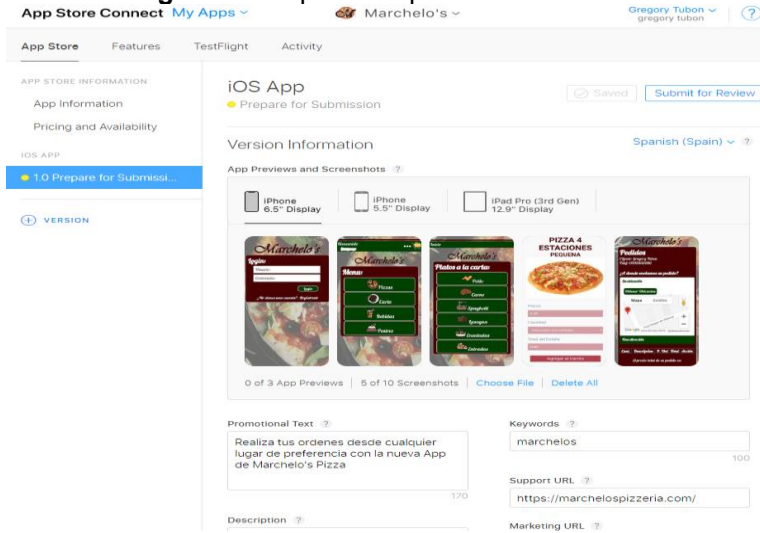 App Store Connect My Apps Marchelo's Gregory Tubon
gregory tubon
?
App Store Features TestFlight Activity
APP STORE INFORMATION
App Information
Pricing and Availability
IOS APP
1.0 Prepare for Submissi...
VERSION
iOS App
Prepare for Submission
Saved Submit for Review
Version Information
Spanish (Spain) ?
App Previews and Screenshots ?
iPhone
6.5" Display
iPhone
5.5" Display
iPad Pro (3rd Gen)
12.9" Display
Marchelo's
Login:
Login
Marchelo's
Menu:
Pizzas
Carta
Bebidas
Postres
Marchelo's
Platos a la carta:
Pollo
Carne
Spaghetti
Lasagna
Ensaladas
Entradas
PIZZA 4
ESTACIONES
PEQUEÑA
Marchelo's
Pedidos
0 of 3 App Previews 5 of 10 Screenshots Choose File Delete All
Promotional Text ?
Realiza tus ordenes desde cualquier
lugar de preferencia con la nueva App
de Marchelo's Pizza
170
Keywords ?
marchelos
100
Support URL ?
https://marchelospizzeria.com/
Description ?
Marketing URL ?